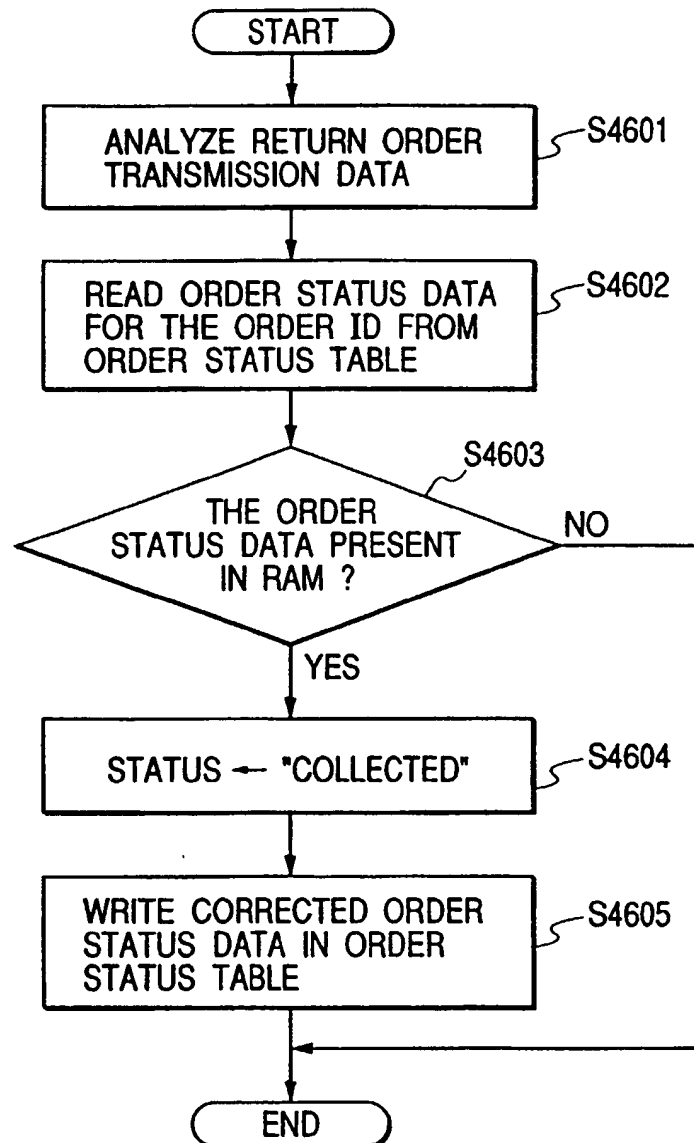 START
ANALYZE RETURN ORDER
TRANSMISSION DATA
S4601
READ ORDER STATUS DATA
FOR THE ORDER ID FROM
ORDER STATUS TABLE
S4602
S4603
THE ORDER
STATUS DATA PRESENT
IN RAM ?
NO
YES
STATUS ← "COLLECTED"
S4604
WRITE CORRECTED ORDER
STATUS DATA IN ORDER
STATUS TABLE
S4605
END